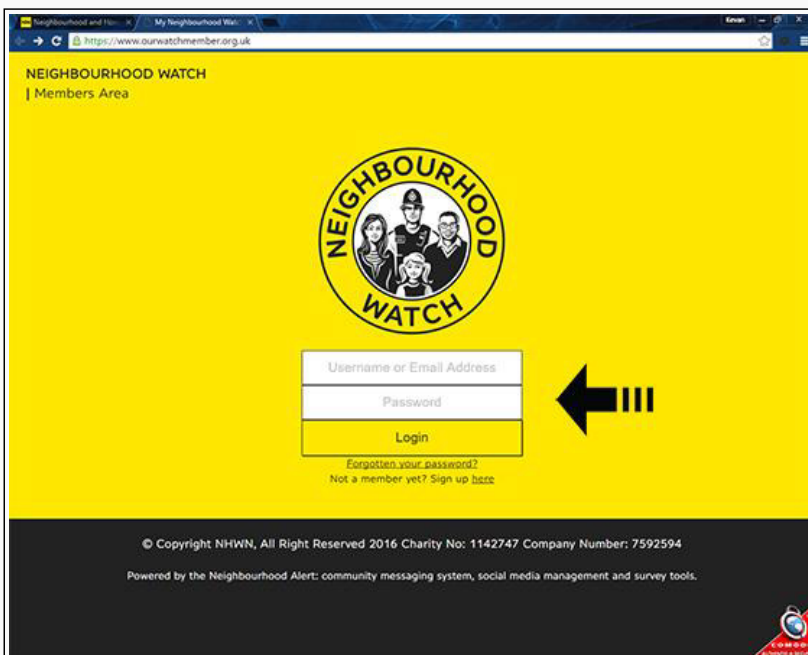 Neighbourhood and Hom
My Neighbourhood Watc
Kevan
https://www.ourwatchmember.org.uk
NEIGHBOURHOOD WATCH
| Members Area
NEIGHBOURHOOD
WATCH
Username or Email Address
Password
Login
Forgotten your password?
Not a member yet? Sign up here
© Copyright NHWN, All Right Reserved 2016 Charity No: 1142747 Company Number: 7592594
Powered by the Neighbourhood Alert: community messaging system, social media management and survey tools.